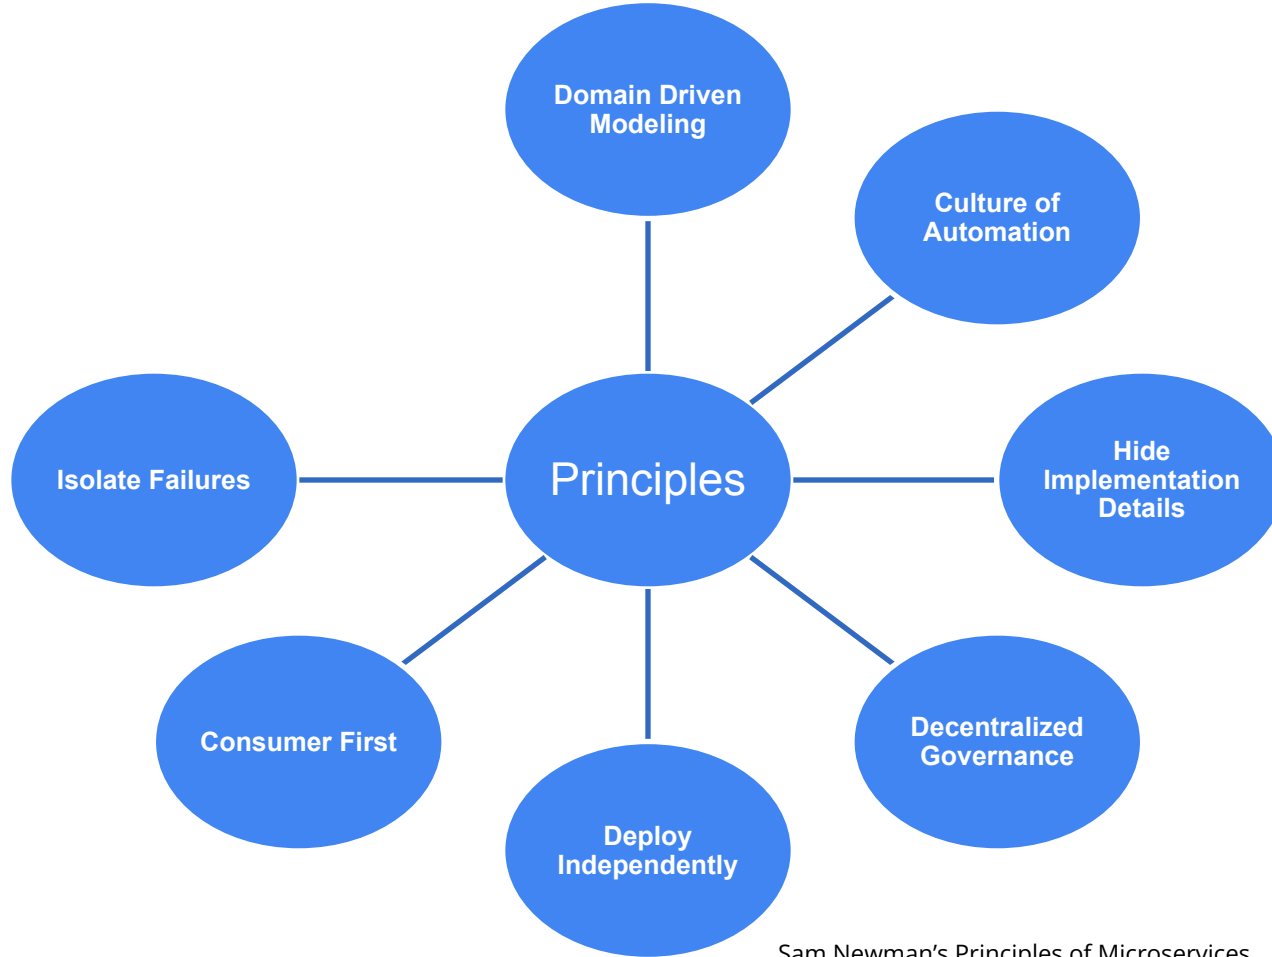 Domain Driven
Modeling
Culture of
Automation
Isolate Failures
Principles
Hide
Implementation
Details
Consumer First
Decentralized
Governance
Deploy
Independently
Sam Newman’s Principles of Microservices